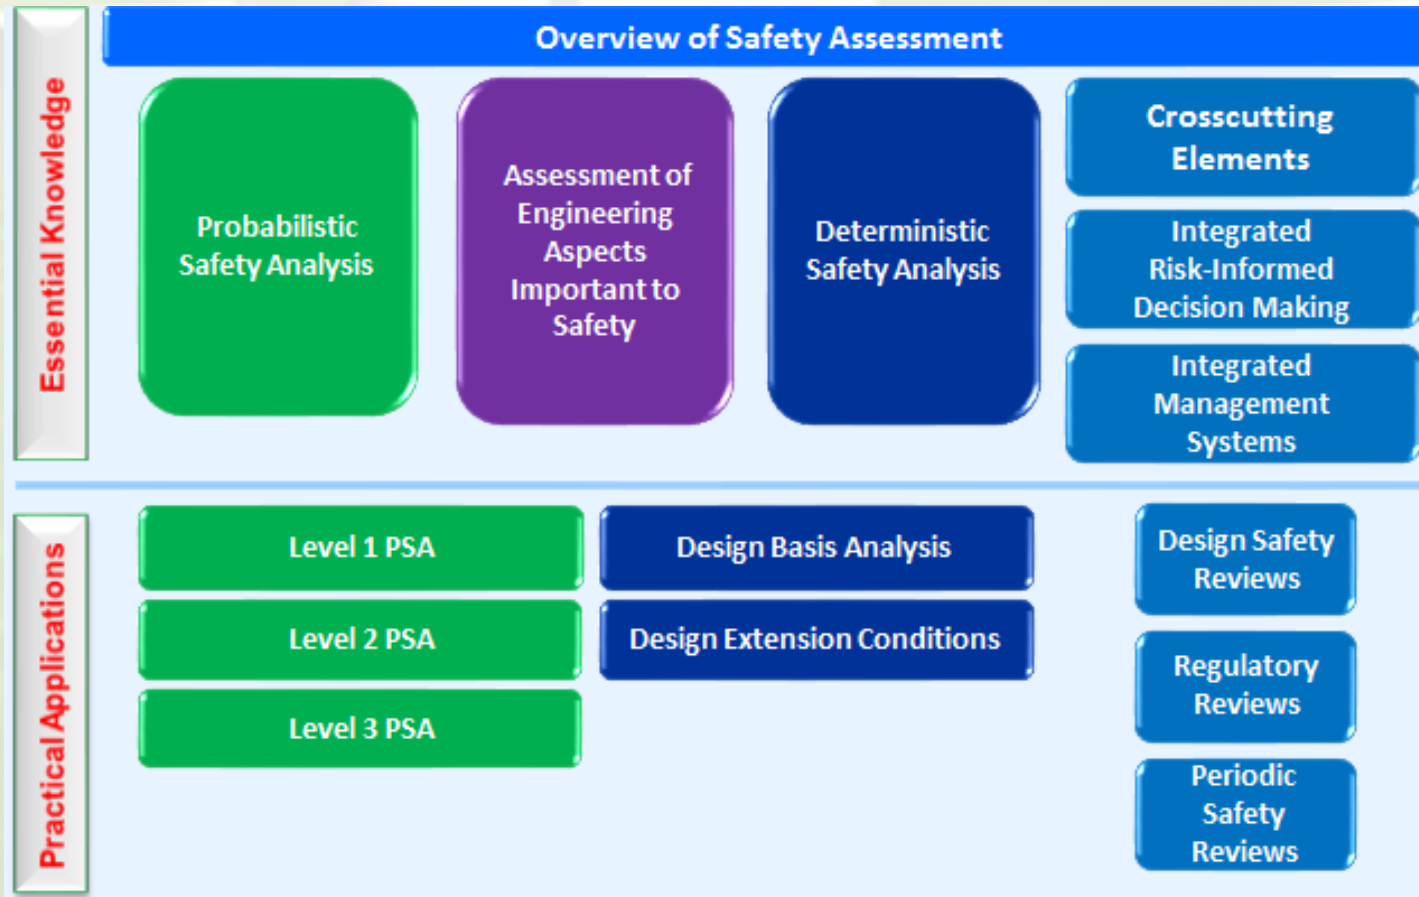 Essential Knowledge
Overview of Safety Assessment
Probabilistic
Safety Analysis
Assessment of
Engineering
Aspects
Important to
Safety
Deterministic
Safety Analysis
Crosscutting
Elements
Integrated
Risk-Informed
Decision Making
Integrated
Management
Systems
Practical Applications
Level 1 PSA
Level 2 PSA
Level 3 PSA
Design Basis Analysis
Design Extension Conditions
Design Safety
Reviews
Regulatory
Reviews
Periodic
Safety
Reviews